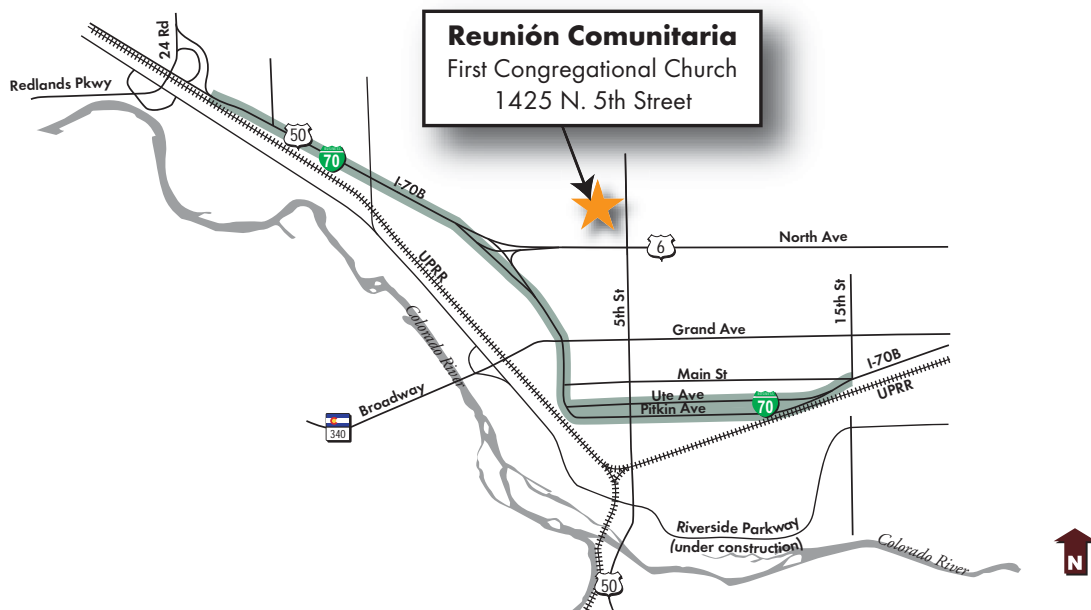 Reunión Comunitaria
First Congregational Church
1425 N. 5th Street
24 Rd
Redlands Pkwy
50
70
I-70B
North Ave
6
UPRR
5th St
15th St
Colorado River
Grand Ave
I-70B
Main St
UPRR
Ute Ave
70
Pitkin Ave
Broadway
340
Riverside Parkway
(under construction)
Colorado River
N
50